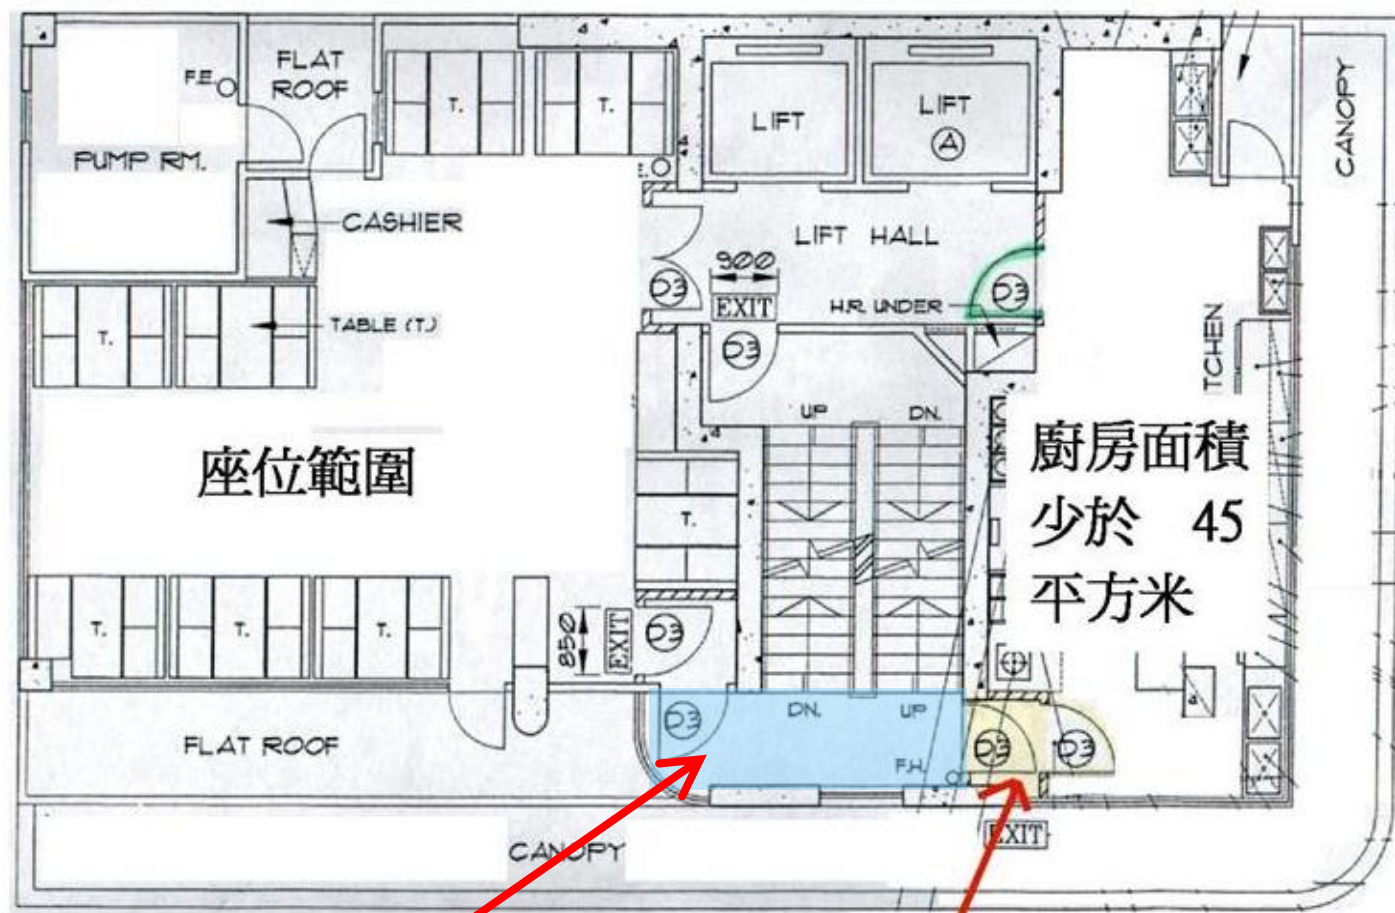 FLAT
ROOF
F.E.
PUMP RM.
T.
T.
LIFT
LIFT
A
CANOPY
CASHIER
LIFT HALL
900
D3
EXIT
H.R. UNDER
D3
D3
T.
TABLE (T.)
TCHEN
UP
DN.
座位範圍
廚房面積
少於 45
平方米
T.
T.
T.
T.
850
EXIT
D3
D3
DN.
UP
F.H.
D3
D3
FLAT ROOF
EXIT
CANOPY